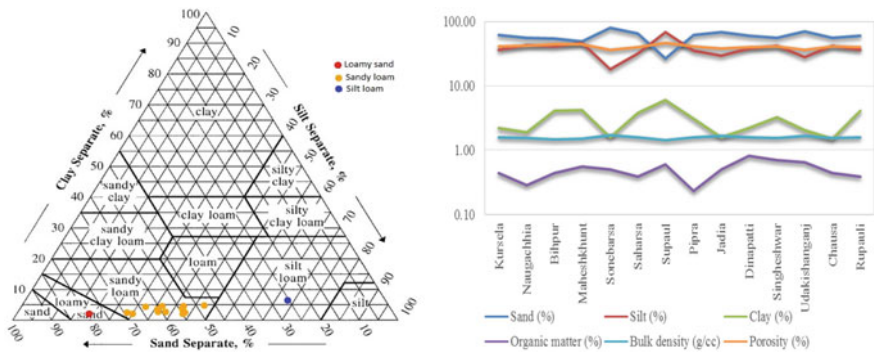 100
10
90
20
80
30
70
40
60
50
50
60
40
70
30
80
20
90
10
100
Clay Separate, %
Silt Separate, %
Sand Separate, %
clay
silty
clay
sandy
clay
clay loam
silty
clay loam
sandy
clay loam
loam
silt
loam
sandy
loam
silt
loamy
sand
sand
100 90 80 70 60 50 40 30 20 10
Loamy sand
Sandy loam
Silt loam
100.00
10.00
1.00
0.10
Kursela
Naugachhia
Bihpur
Maheshkhunt
Sonebarsa
Saharsa
Supaul
Pipra
Jadia
Dinapatti
Singheshwar
Udakishanganj
Chausa
Rupauli
Sand (%) Silt (%) Clay (%)
Organic matter (%) Bulk density (g/cc) Porosity (%)